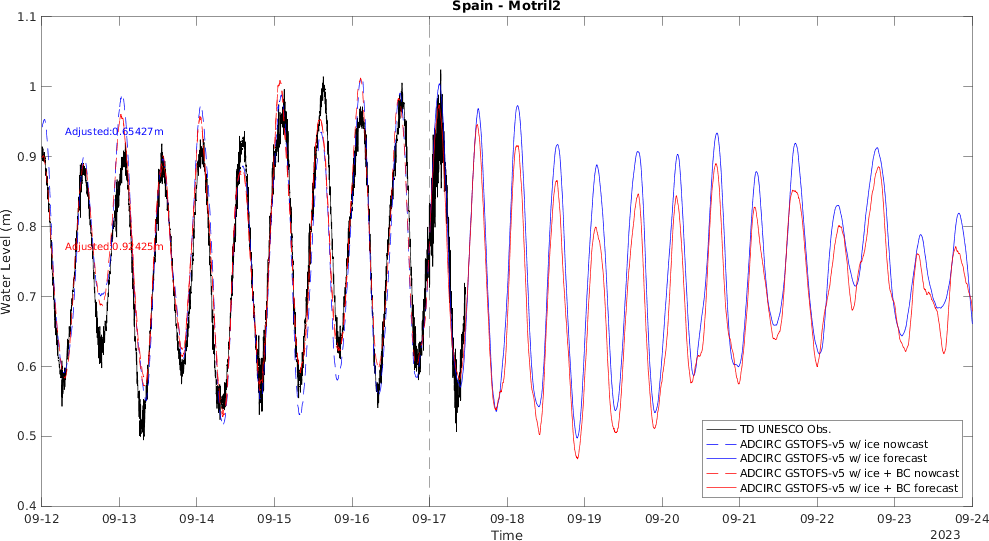 Spain - Motril2
1.1
1
0.9
0.8
0.7
0.6
0.5
0.4
Water Level (m)
Adjusted:0.65427m
Adjusted:0.92425m
TD UNESCO Obs.
ADCIRC GSTOFS-v5 w/ ice nowcast
ADCIRC GSTOFS-v5 w/ ice forecast
ADCIRC GSTOFS-v5 w/ ice + BC nowcast
ADCIRC GSTOFS-v5 w/ ice + BC forecast
09-12 09-13 09-14 09-15 09-16 09-17 09-18 09-19 09-20 09-21 09-22 09-23 09-24
Time
2023